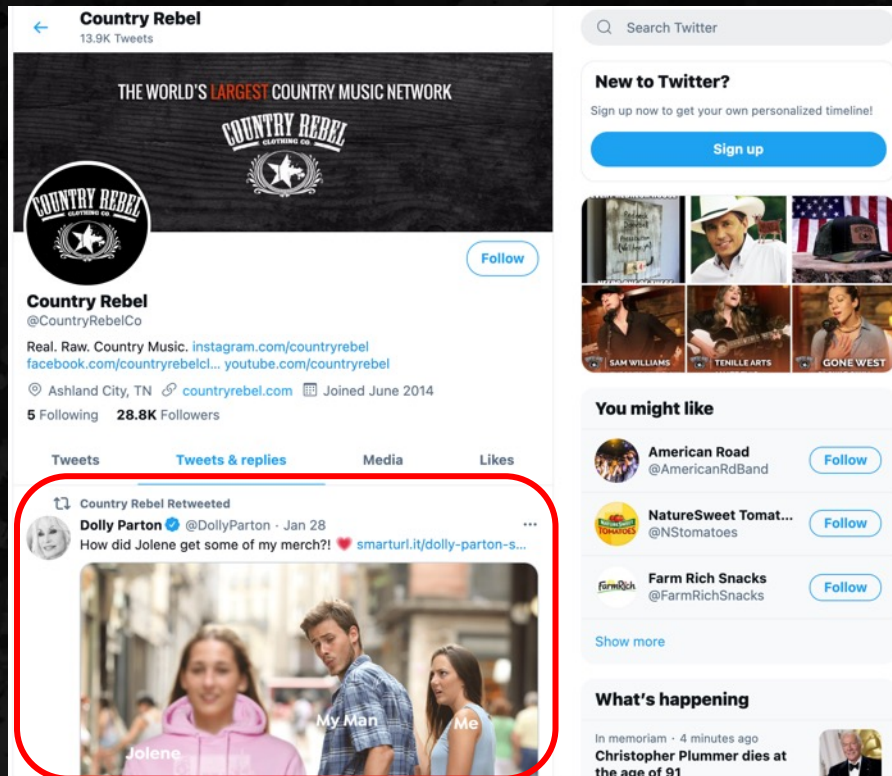 Country Rebel
13.9K Tweets
THE WORLD'S LARGEST COUNTRY MUSIC NETWORK
COUNTRY REBEL
CLOTHING CO.
COUNTRY REBEL
CLOTHING CO.
Follow
Country Rebel
@CountryRebelCo
Real. Raw. Country Music. instagram.com/countryrebel
facebook.com/countryrebelcl... youtube.com/countryrebel
Ashland City, TN countryrebel.com Joined June 2014
5 Following 28.8K Followers
Tweets Tweets & replies Media Likes
Country Rebel Retweeted
Dolly Parton @DollyParton · Jan 28 ...
How did Jolene get some of my merch?! smarturl.it/dolly-parton-s...
My Man
Me
Jolene
Search Twitter
New to Twitter?
Sign up now to get your own personalized timeline!
Sign up
SAM WILLIAMS
TENILLE ARTS
GONE WEST
You might like
American Road
@AmericanRdBand
Follow
TOMATOES
NatureSweet Tomat...
@NStomatoes
Follow
FarmRich
Farm Rich Snacks
@FarmRichSnacks
Follow
Show more
What's happening
In memoriam · 4 minutes ago
Christopher Plummer dies at
the age of 91